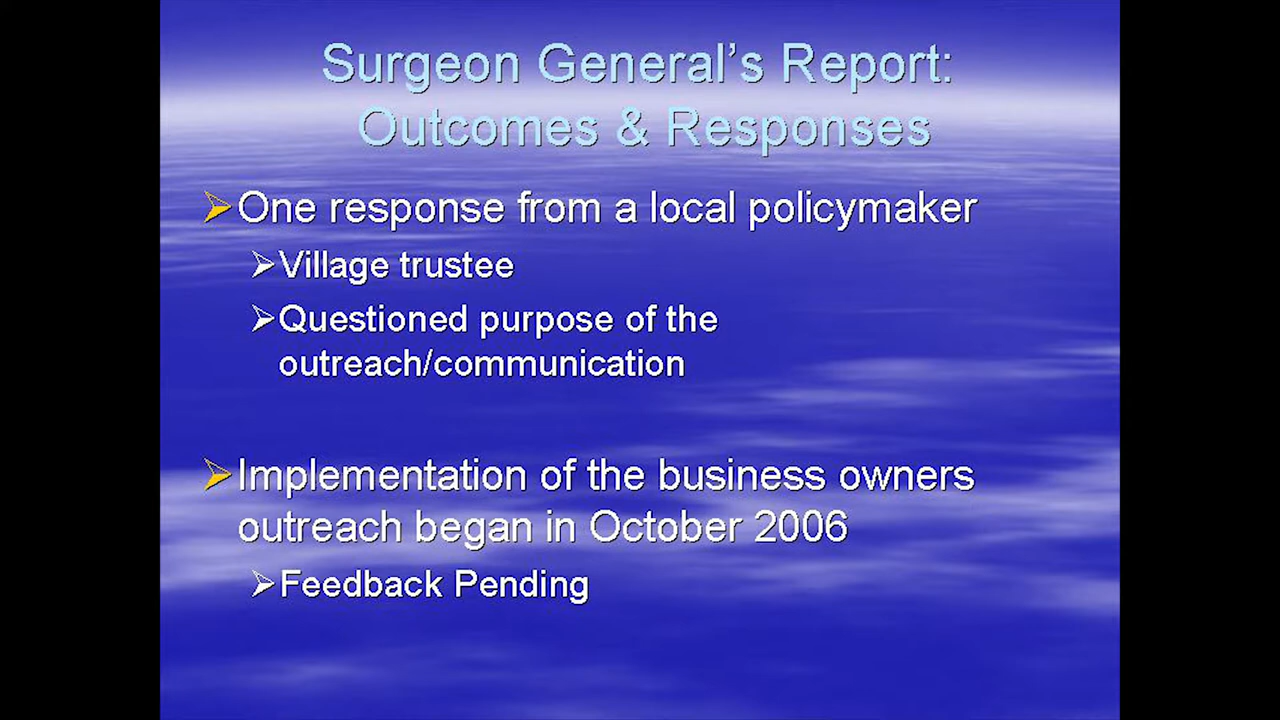 Surgeon General's Report:
Outcomes & Responses
One response from a local policymaker
Village trustee
Questioned purpose of the
outreach/communication
Implementation of the business owners
outreach began in October 2006
Feedback Pending